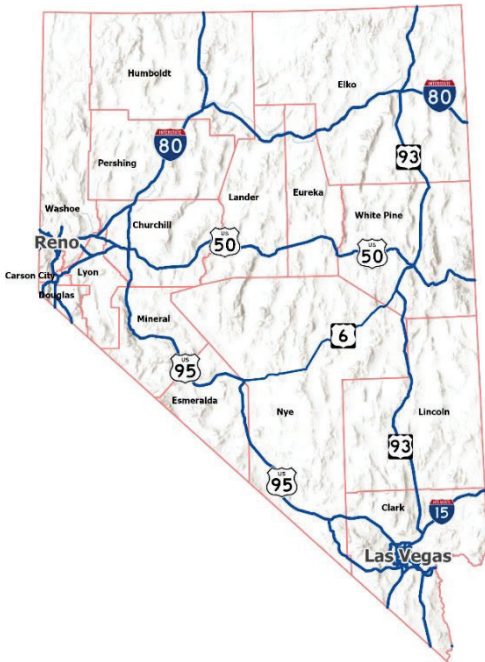 Humboldt
Elko
INTERSTATE
80
INTERSTATE
80
93
Pershing
Lander
Eureka
Washoe
Churchill
White Pine
Reno
US
50
US
50
Carson City
Lyon
Douglas
Mineral
6
US
95
Esmeralda
Nye
Lincoln
93
US
95
Clark
INTERSTATE
15
Las Vegas